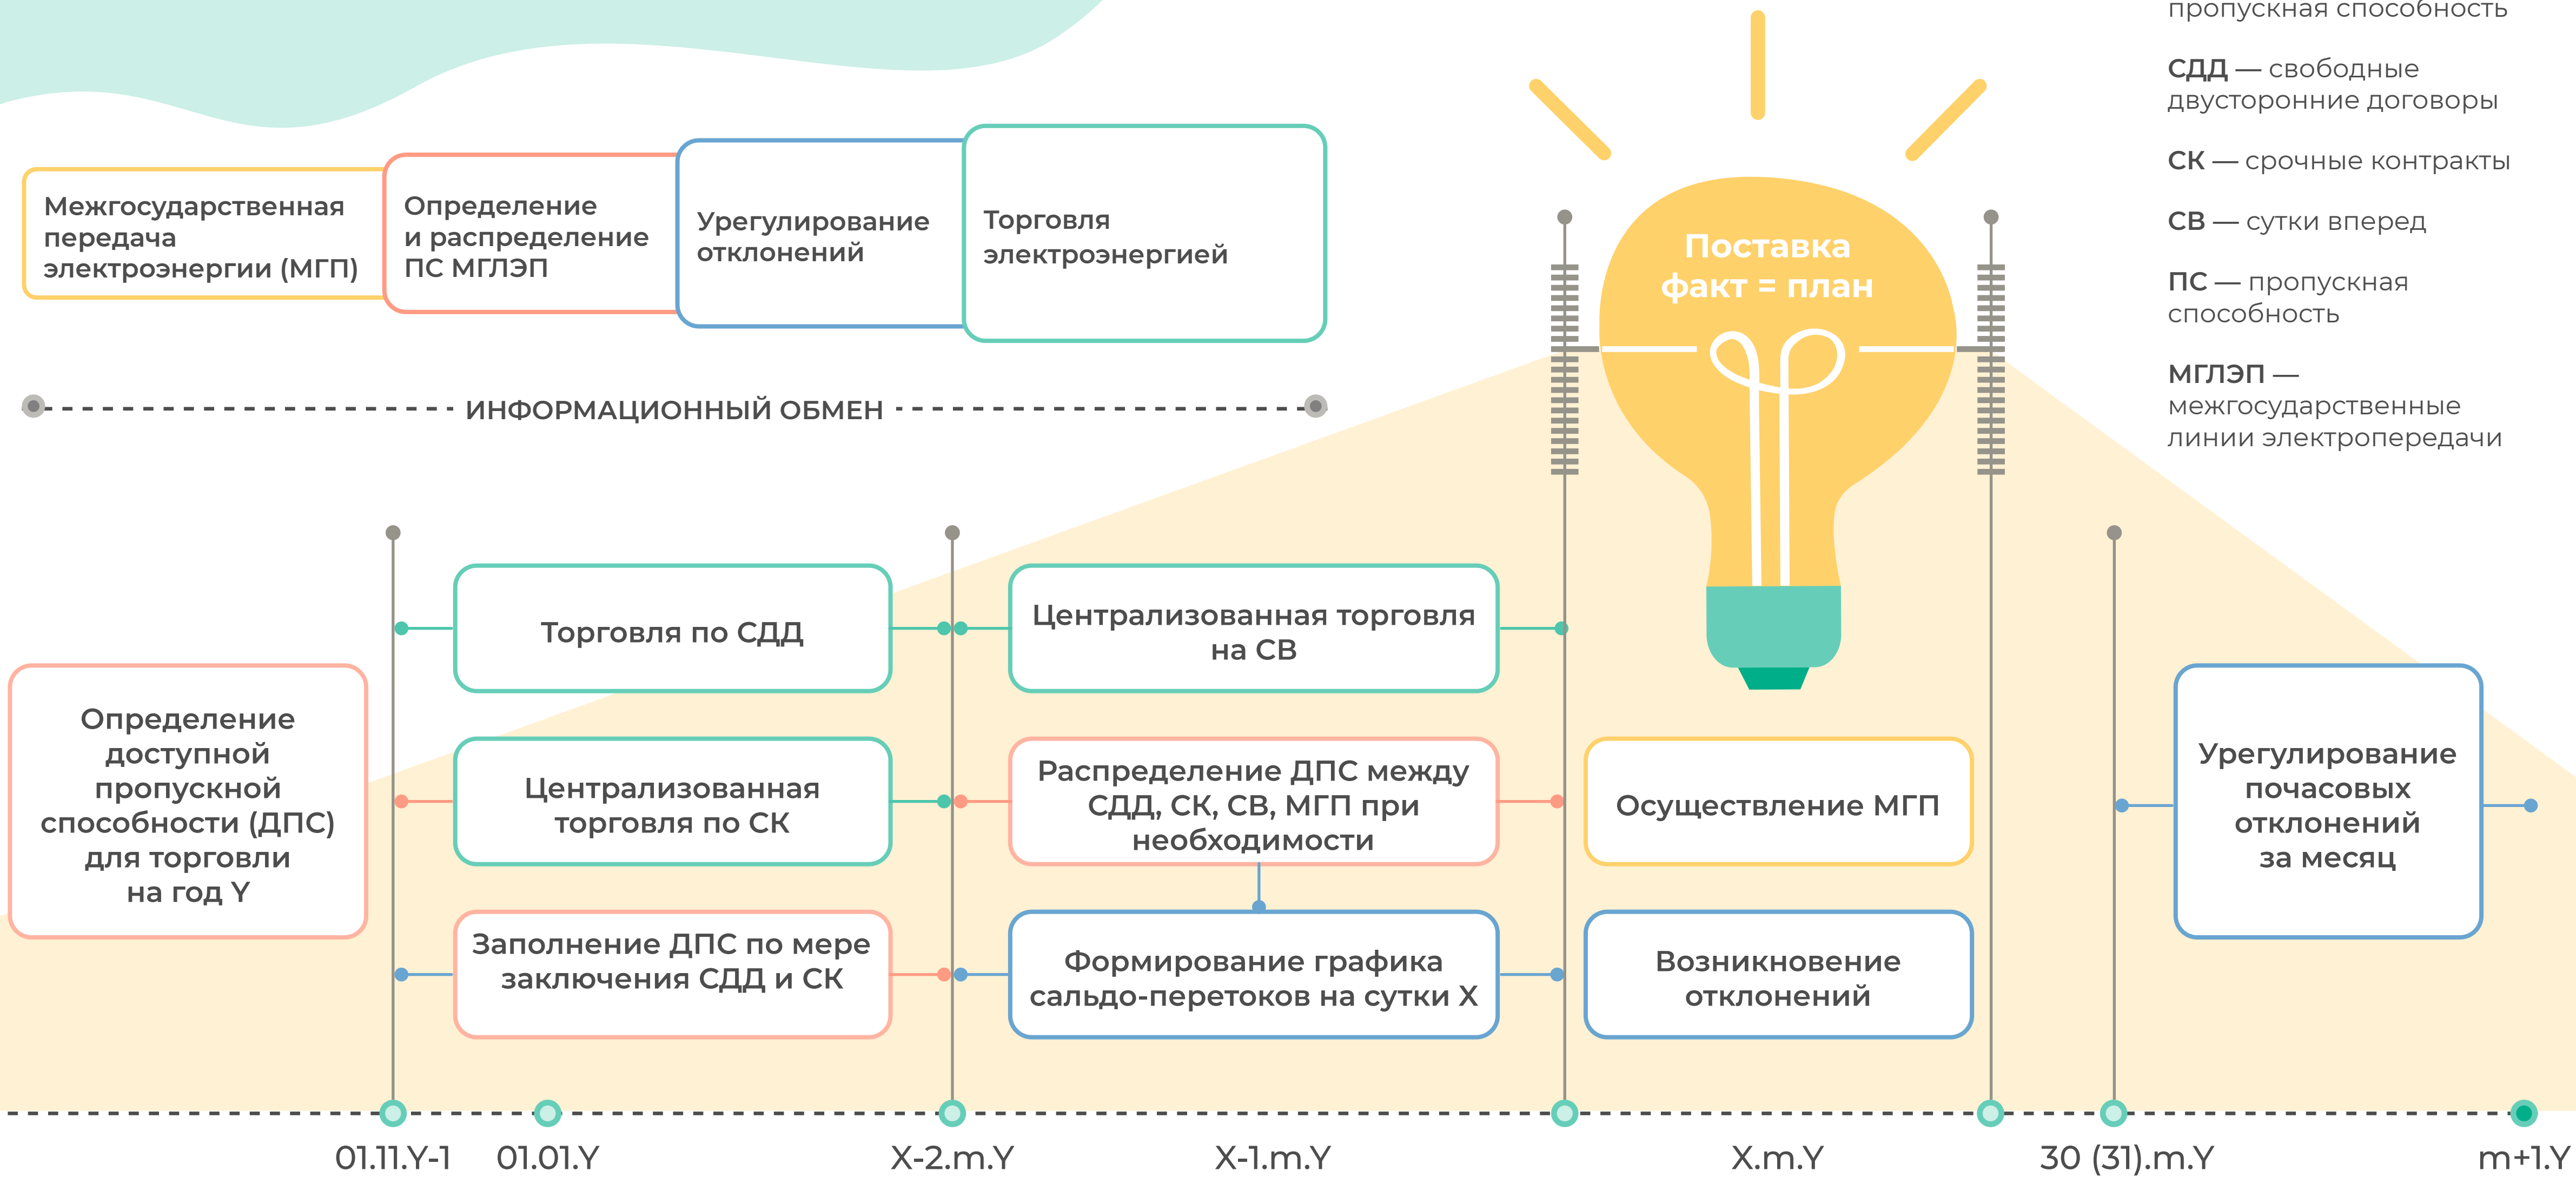 пропускная способность
СДД — свободные
двусторонние договоры
СК — срочные контракты
СВ — сутки вперед
ПС — пропускная
способность
МГЛЭП —
межгосударственные
линии электропередачи
Межгосударственная
передача
электроэнергии (МГП)
Определение
и распределение
ПС МГЛЭП
Урегулирование
отклонений
Торговля
электроэнергией
ИНФОРМАЦИОННЫЙ ОБМЕН
Поставка
факт = план
Определение
доступной
пропускной
способности (ДПС)
для торговли
на год Y
Торговля по СДД
Централизованная
торговля по СК
Заполнение ДПС по мере
заключения СДД и СК
Централизованная торговля
на СВ
Распределение ДПС между
СДД, СК, СВ, МГП при
необходимости
Формирование графика
сальдо-перетоков на сутки X
Осуществление МГП
Возникновение
отклонений
Урегулирование
почасовых
отклонений
за месяц
01.11.Y-1
01.01.Y
X-2.m.Y
X-1.m.Y
X.m.Y
30 (31).m.Y
m+1.Y